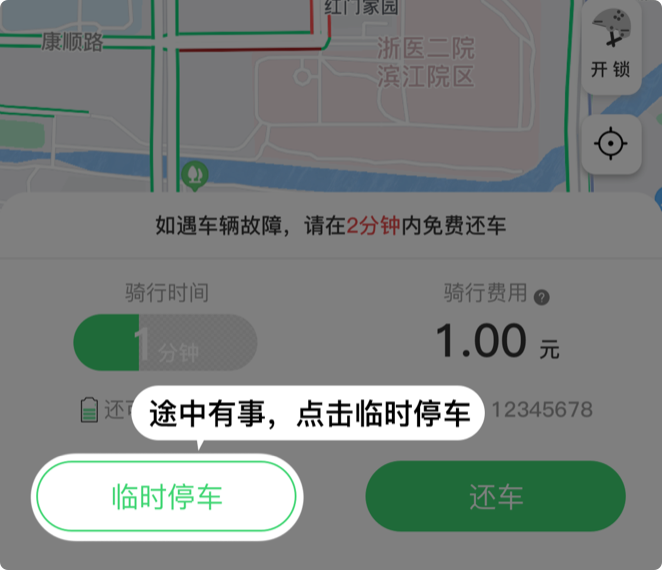 红门家园
康顺路
浙医二院
滨江院区
开锁
如遇车辆故障，请在2分钟内免费还车
骑行时间
骑行费用 ?
1分钟
1.00 元
还
12345678
途中有事，点击临时停车
临时停车
还车